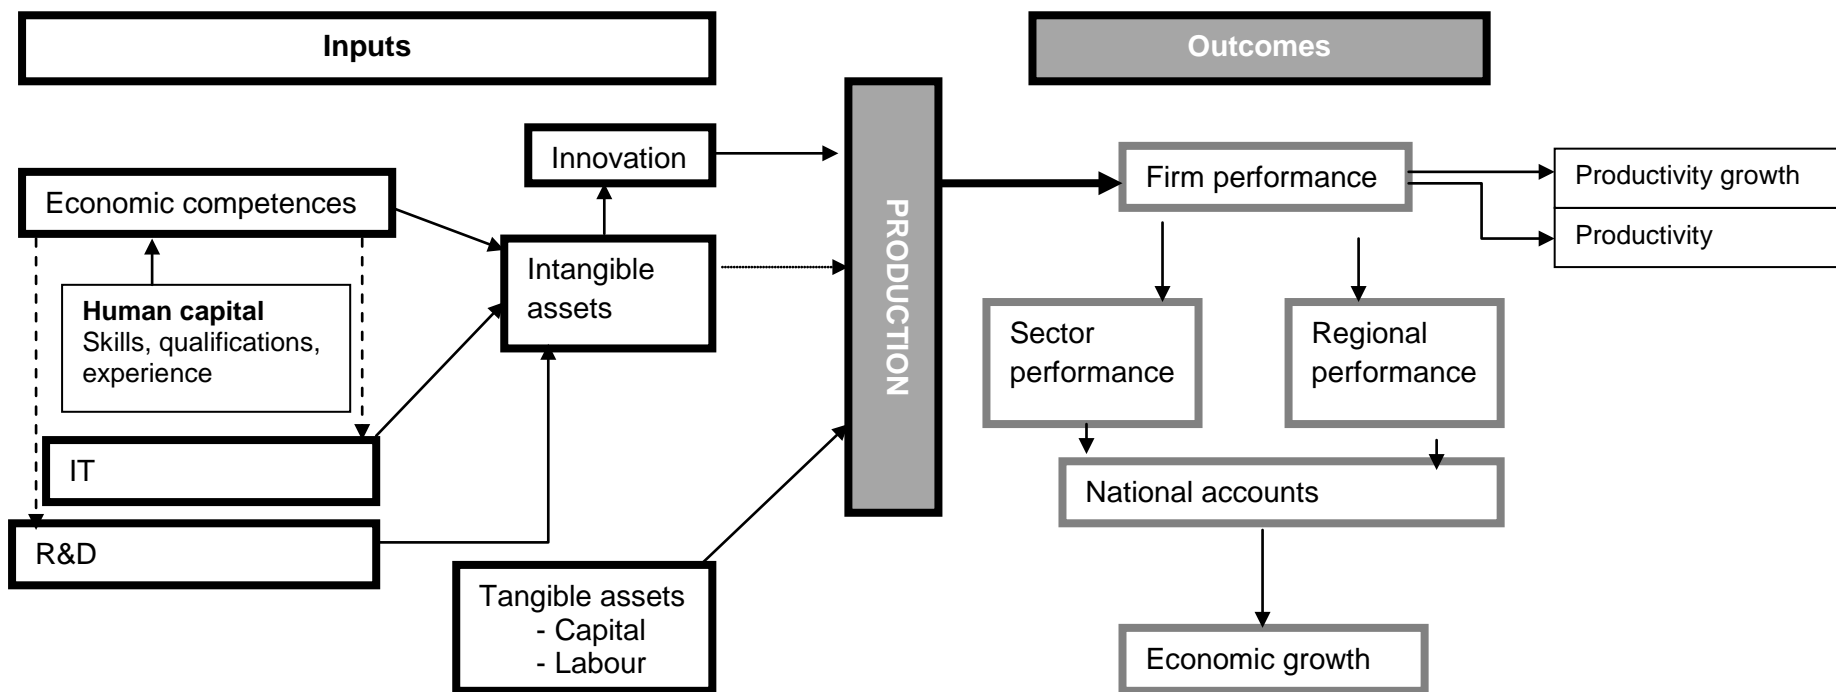 Inputs
Outcomes
Innovation
Economic competences
Human capital
Skills, qualifications,
experience
IT
R&D
Intangible
assets
Tangible assets
- Capital
- Labour
PRODUCTION
Firm performance
Productivity growth
Productivity
Sector
performance
Regional
performance
National accounts
Economic growth